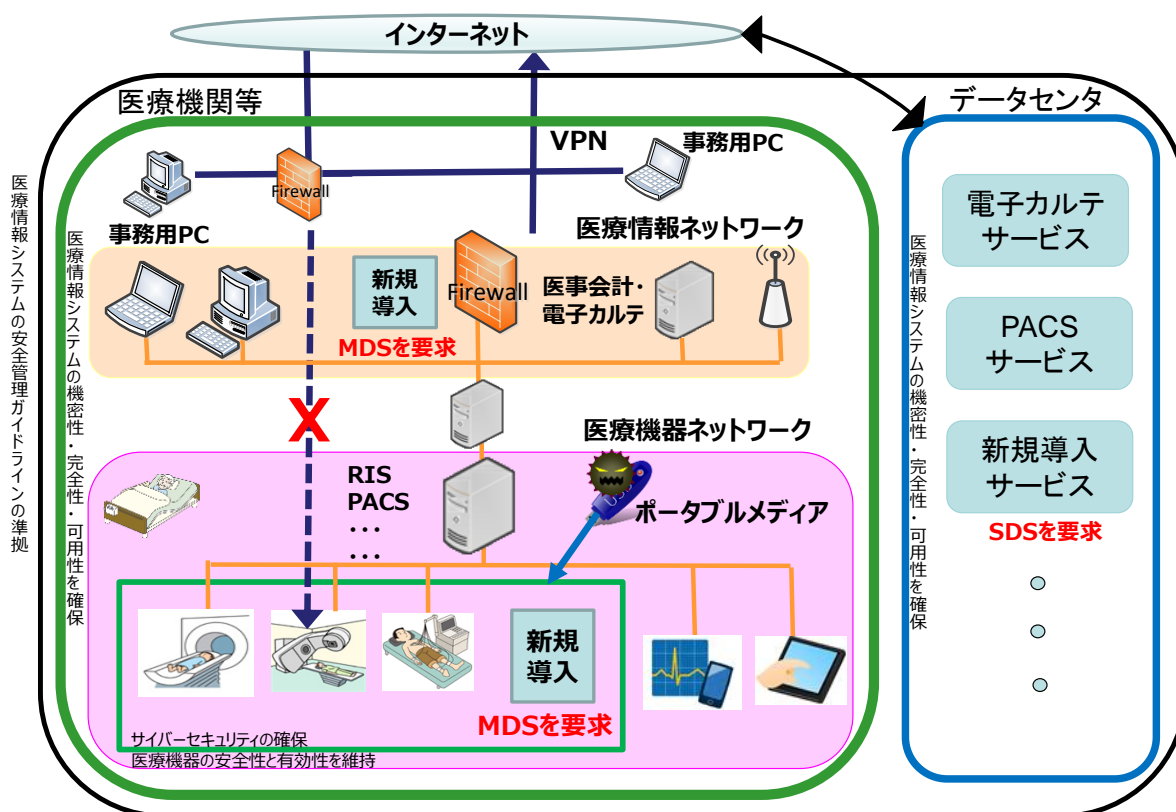 インターネット
医療機関等
データセンタ
VPN
事務用PC
Firewall
電子カルテ
サービス
事務用PC
医療情報ネットワーク
新規
導入
Firewall
医事会計・
電子カルテ
MDSを要求
PACS
サービス
医療機器ネットワーク
新規導入
サービス
SDSを要求
X
RIS
PACS
・・・
・・・
USB
ポータブルメディア
新規
導入
MDSを要求
サイバーセキュリティの確保
医療機器の安全性と有効性を維持
医療情報システムの安全管理ガイドラインの準拠
医療情報システムの機密性・完全性・可用性を確保
医療情報システムの機密性・完全性・可用性を確保